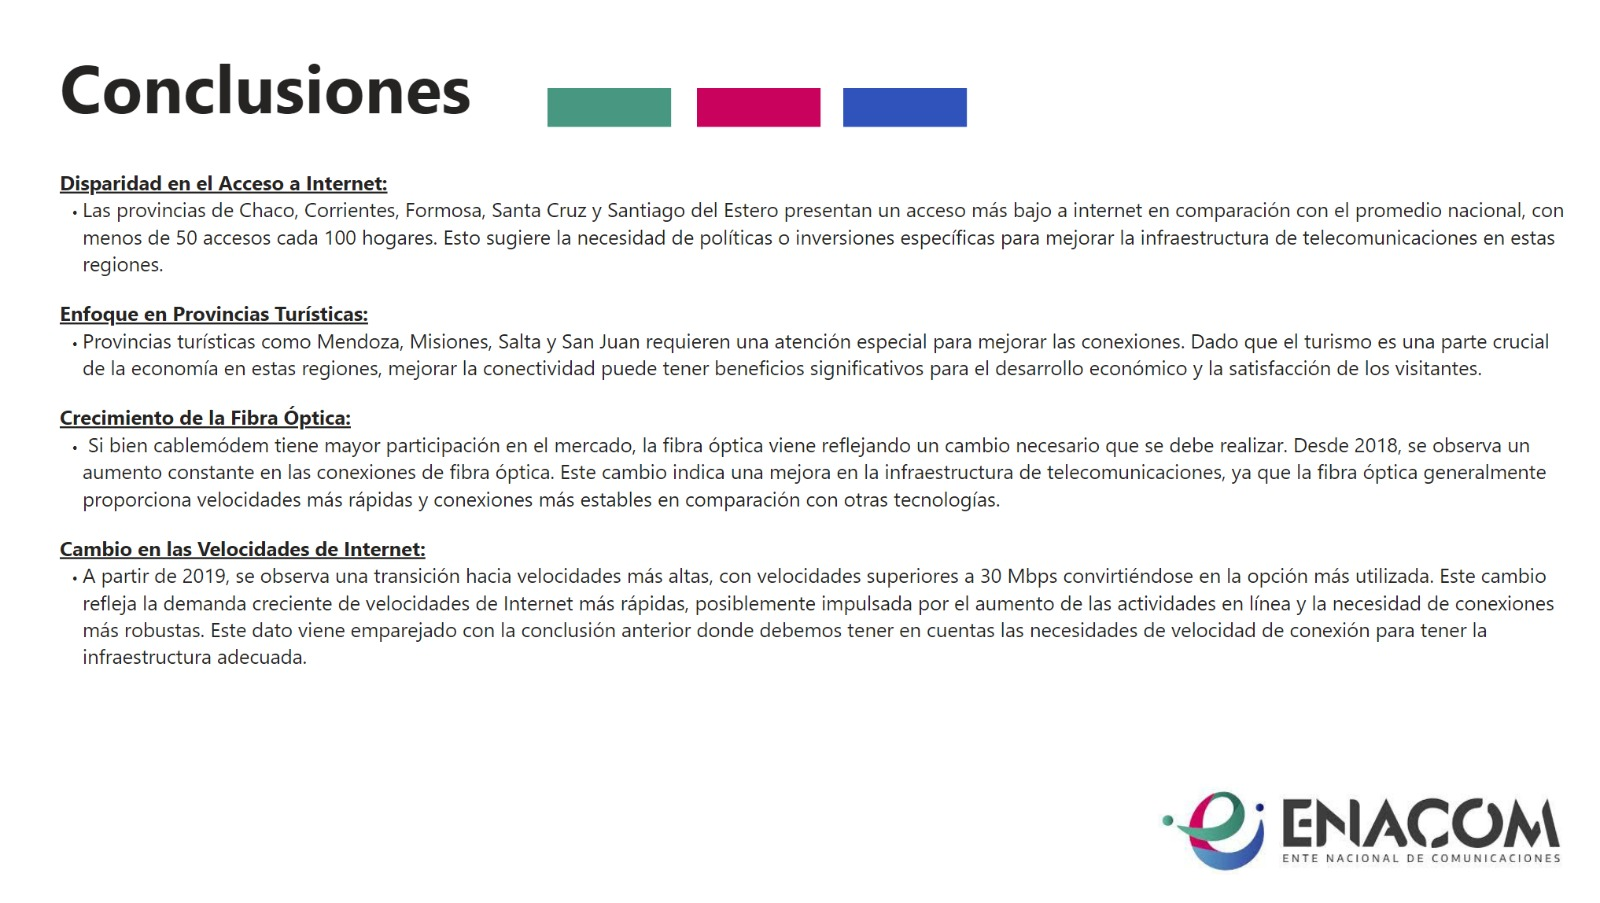 Conclusiones
Disparidad en el Acceso a Internet:
• Las provincias de Chaco, Corrientes, Formosa, Santa Cruz y Santiago del Estero presentan un acceso más bajo a internet en comparación con el promedio nacional, con
menos de 50 accesos cada 100 hogares. Esto sugiere la necesidad de políticas o inversiones específicas para mejorar la infraestructura de telecomunicaciones en estas
regiones.
Enfoque en Provincias Turísticas:
• Provincias turísticas como Mendoza, Misiones, Salta y San Juan requieren una atención especial para mejorar las conexiones. Dado que el turismo es una parte crucial
de la economía en estas regiones, mejorar la conectividad puede tener beneficios significativos para el desarrollo económico y la satisfacción de los visitantes.
Crecimiento de la Fibra Óptica:
• Si bien cablemódem tiene mayor participación en el mercado, la fibra óptica viene reflejando un cambio necesario que se debe realizar. Desde 2018, se observa un
aumento constante en las conexiones de fibra óptica. Este cambio indica una mejora en la infraestructura de telecomunicaciones, ya que la fibra óptica generalmente
proporciona velocidades más rápidas y conexiones más estables en comparación con otras tecnologías.
Cambio en las Velocidades de Internet:
• A partir de 2019, se observa una transición hacia velocidades más altas, con velocidades superiores a 30 Mbps convirtiéndose en la opción más utilizada. Este cambio
refleja la demanda creciente de velocidades de Internet más rápidas, posiblemente impulsada por el aumento de las actividades en línea y la necesidad de conexiones
más robustas. Este dato viene emparejado con la conclusión anterior donde debemos tener en cuentas las necesidades de velocidad de conexión para tener la
infraestructura adecuada.
ENACOM
ENTE NACIONAL DE COMUNICACIONES